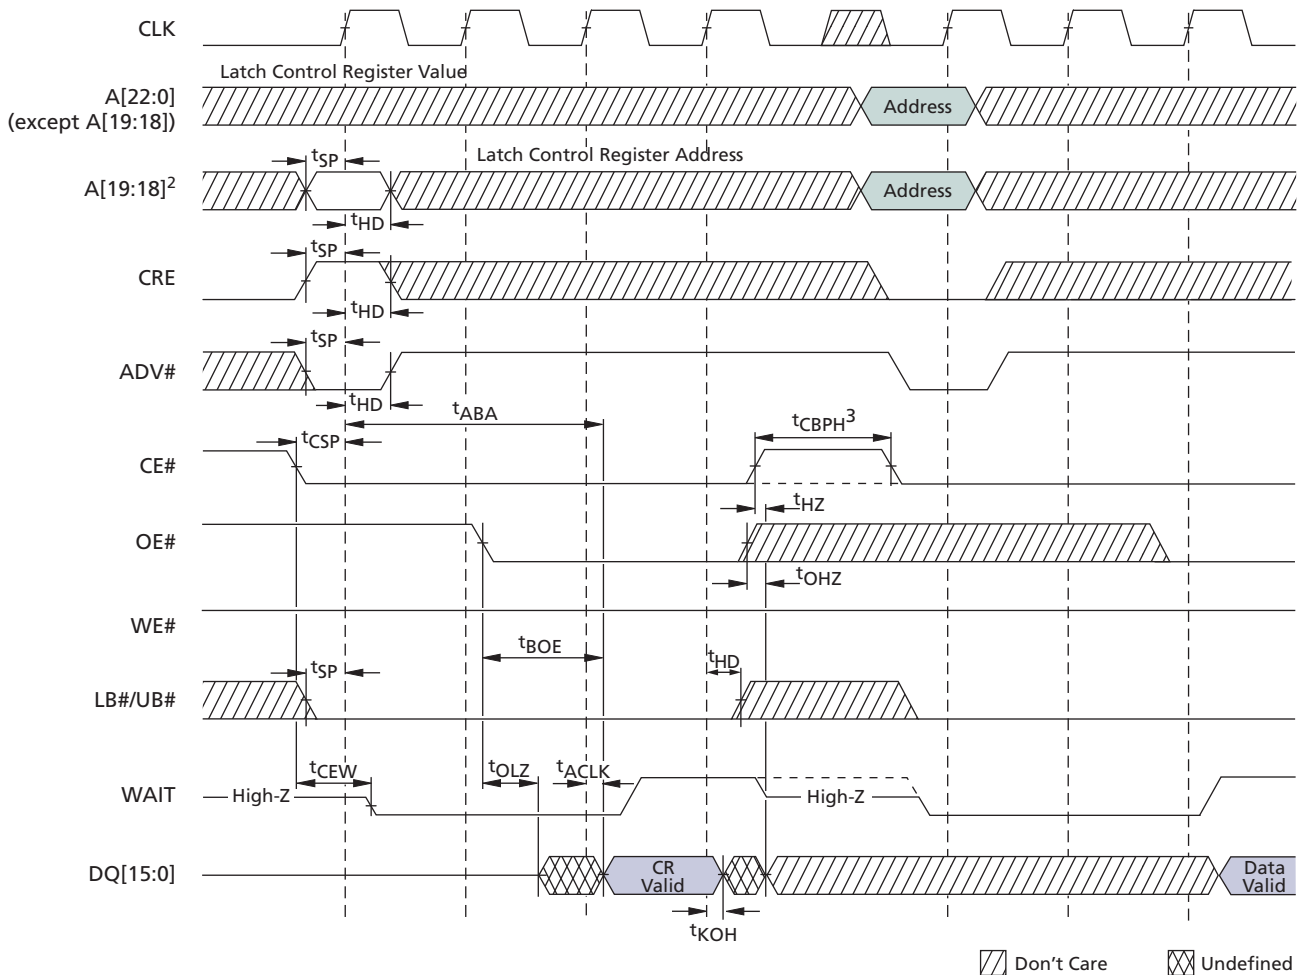 CLK
Latch Control Register Value
A[22:0]
(except A[19:18])
Address
tSP
Latch Control Register Address
A[19:18]2
Address
tHD
tSP
CRE
tHD
tSP
ADV#
tHD
tABA
tCBPH3
tCSP
CE#
tHZ
OE#
tOHZ
WE#
tBOE
tHD
tSP
LB#/UB#
tCEW
tOLZ
tACLK
WAIT
High-Z
High-Z
DQ[15:0]
CR
Valid
Data
Valid
tKOH
Don't Care
Undefined